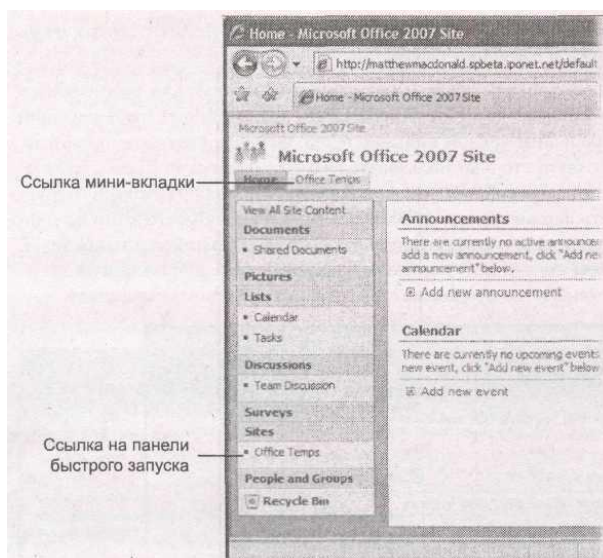 Home - Microsoft Office 2007 Site
http://matthewmacdonald.spbeta.iponet.net/default
Home - Microsoft Office 2007 Site
Microsoft Office 2007 Site
Microsoft Office 2007 Site
Ссылка мини-вкладки
Home Office Temps
View All Site Content
Documents
Shared Documents
Pictures
Lists
Calendar
Tasks
Discussions
Team Discussion
Surveys
Sites
Ссылка на панели
быстрого запуска
Office Temps
People and Groups
Recycle Bin
Announcements
There are currently no active announce
add a new announcement, click "Add ne
announcement" below.
Add new announcement
Calendar
There are currently no upcoming events
new event, click "Add new event" below
Add new event